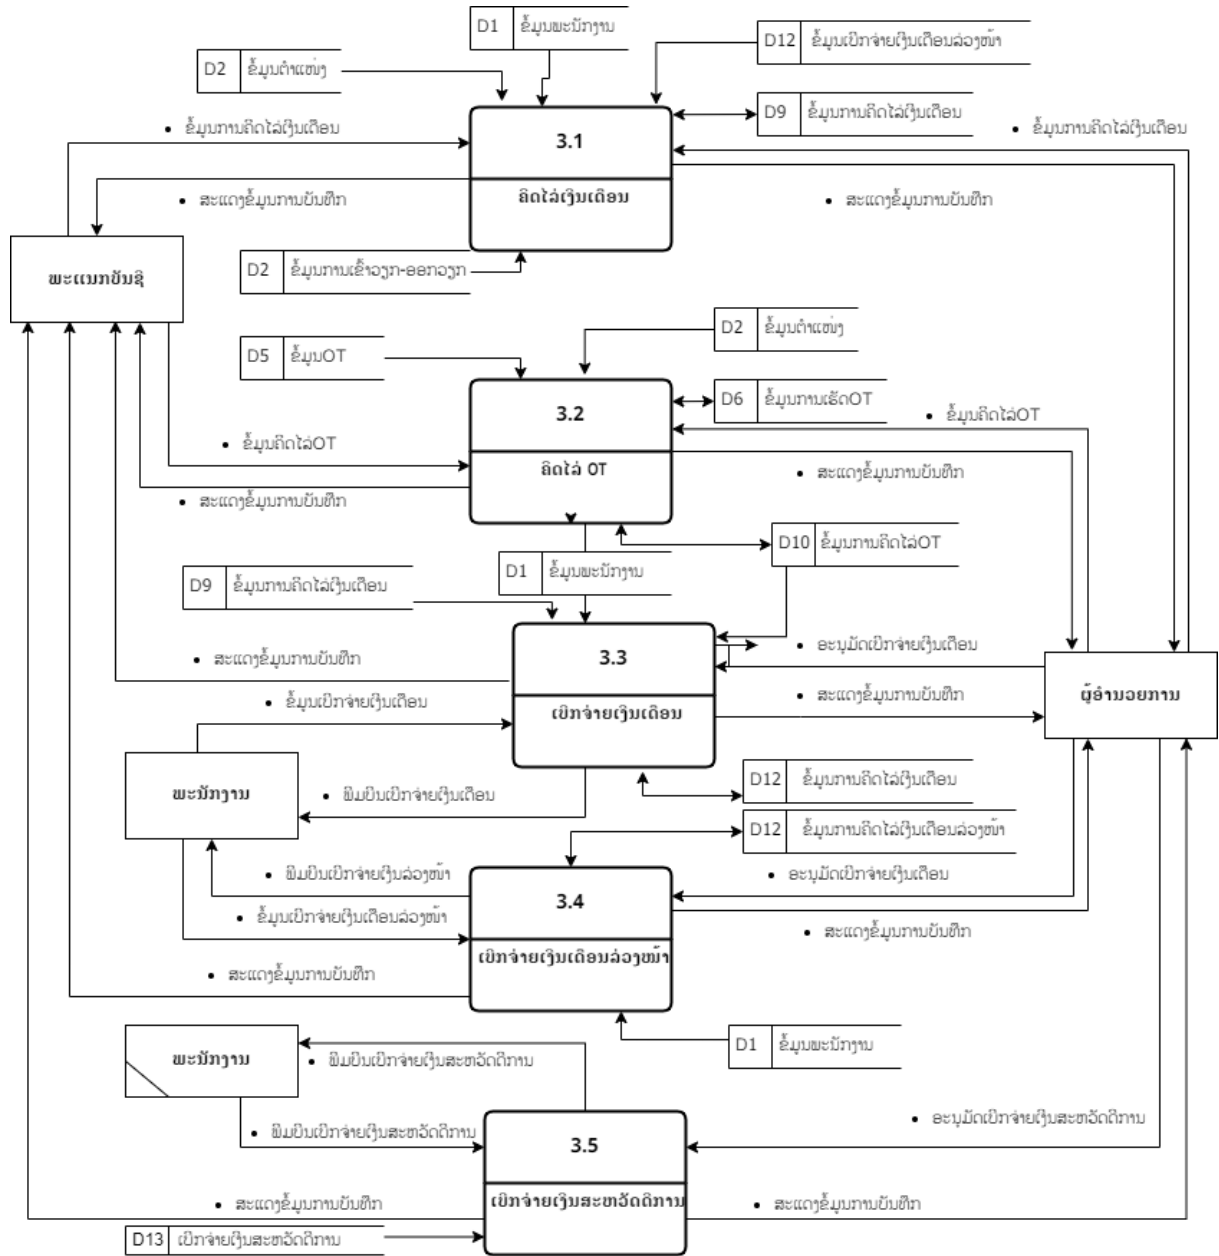 D1 ຂໍ້ມູນພະນັກງານ
D12 ຂໍ້ມູນເບີກຈ່າຍເງິນເດືອນລ່ວງໜ້າ
D2 ຂໍ້ມູນຕຳແໜ່ງ
D9 ຂໍ້ມູນການຄິດໄລ່ເງິນເດືອນ
• ຂໍ້ມູນການຄິດໄລ່ເງິນເດືອນ
3.1
• ຂໍ້ມູນການຄິດໄລ່ເງິນເດືອນ
• ສະແດງຂໍ້ມູນການບັນທຶກ
ຄິດໄລ່ເງິນເດືອນ
• ສະແດງຂໍ້ມູນການບັນທຶກ
ພະແນກບັນຊີ
D2 ຂໍ້ມູນການເຂົ້າວຽກ-ອອກວຽກ
D2 ຂໍ້ມູນຕຳແໜ່ງ
D5 ຂໍ້ມູນOT
D6 ຂໍ້ມູນການເຮັດOT
3.2
• ຂໍ້ມູນຄິດໄລ່OT
• ຂໍ້ມູນຄິດໄລ່OT
ຄິດໄລ່ OT
• ສະແດງຂໍ້ມູນການບັນທຶກ
• ສະແດງຂໍ້ມູນການບັນທຶກ
D10 ຂໍ້ມູນການຄິດໄລ່OT
D1 ຂໍ້ມູນພະນັກງານ
D9 ຂໍ້ມູນການຄິດໄລ່ເງິນເດືອນ
• ສະແດງຂໍ້ມູນການບັນທຶກ
3.3
• ອະນຸມັດເບີກຈ່າຍເງິນເດືອນ
• ຂໍ້ມູນເບີກຈ່າຍເງິນເດືອນ
ເບີກຈ່າຍເງິນເດືອນ
• ສະແດງຂໍ້ມູນການບັນທຶກ
ຜູ້ອຳນວຍການ
ພະນັກງານ
• ພິມບິນເບີກຈ່າຍເງິນເດືອນ
D12 ຂໍ້ມູນການຄິດໄລ່ເງິນເດືອນ
D12 ຂໍ້ມູນການຄິດໄລ່ເງິນເດືອນລ່ວງໜ້າ
• ພິມບິນເບີກຈ່າຍເງິນລ່ວງໜ້າ
• ອະນຸມັດເບີກຈ່າຍເງິນເດືອນ
3.4
• ຂໍ້ມູນເບີກຈ່າຍເງິນເດືອນລ່ວງໜ້າ
• ສະແດງຂໍ້ມູນການບັນທຶກ
ເບີກຈ່າຍເງິນເດືອນລ່ວງໜ້າ
• ສະແດງຂໍ້ມູນການບັນທຶກ
D1 ຂໍ້ມູນພະນັກງານ
ພະນັກງານ
• ພິມບິນເບີກຈ່າຍເງິນສະຫວັດດີການ
• ອະນຸມັດເບີກຈ່າຍເງິນສະຫວັດດີການ
• ພິມບິນເບີກຈ່າຍເງິນສະຫວັດດີການ
3.5
ເບີກຈ່າຍເງິນສະຫວັດດີການ
• ສະແດງຂໍ້ມູນການບັນທຶກ
• ສະແດງຂໍ້ມູນການບັນທຶກ
D13 ເບີກຈ່າຍເງິນສະຫວັດດີການ